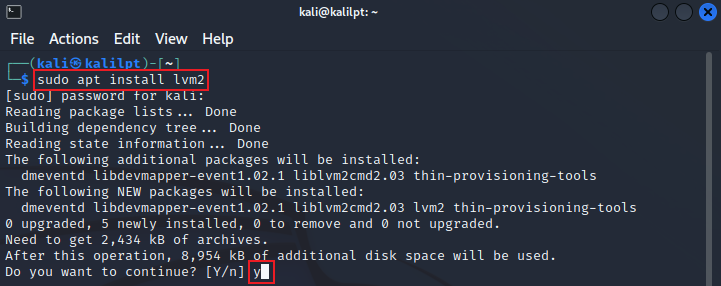 kali@kalilpt: ~
File Actions Edit View Help
┌──(kali㉿kalilpt)-[~]
└─$ sudo apt install lvm2
[sudo] password for kali:
Reading package lists... Done
Building dependency tree... Done
Reading state information... Done
The following additional packages will be installed:
  dmeventd libdevmapper-event1.02.1 liblvm2cmd2.03 thin-provisioning-tools
The following NEW packages will be installed:
  dmeventd libdevmapper-event1.02.1 liblvm2cmd2.03 lvm2 thin-provisioning-tools
0 upgraded, 5 newly installed, 0 to remove and 0 not upgraded.
Need to get 2,434 kB of archives.
After this operation, 8,954 kB of additional disk space will be used.
Do you want to continue? [Y/n] y